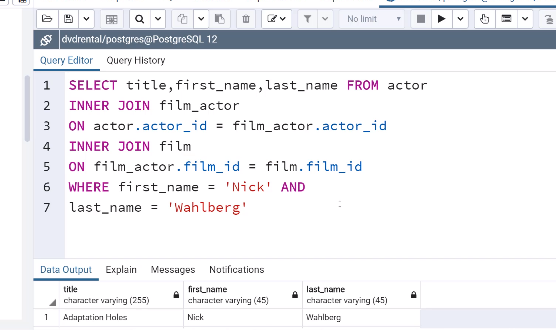 No limit
dvdrental/postgres@PostgreSQL 12
Query Editor Query History
1 SELECT title,first_name,last_name FROM actor
2 INNER JOIN film_actor
3 ON actor.actor_id = film_actor.actor_id
4 INNER JOIN film
5 ON film_actor.film_id = film.film_id
6 WHERE first_name = 'Nick' AND
7 last_name = 'Wahlberg'
Data Output Explain Messages Notifications
title first_name last_name
character varying (255) character varying (45) character varying (45)
1 Adaptation Holes Nick Wahlberg